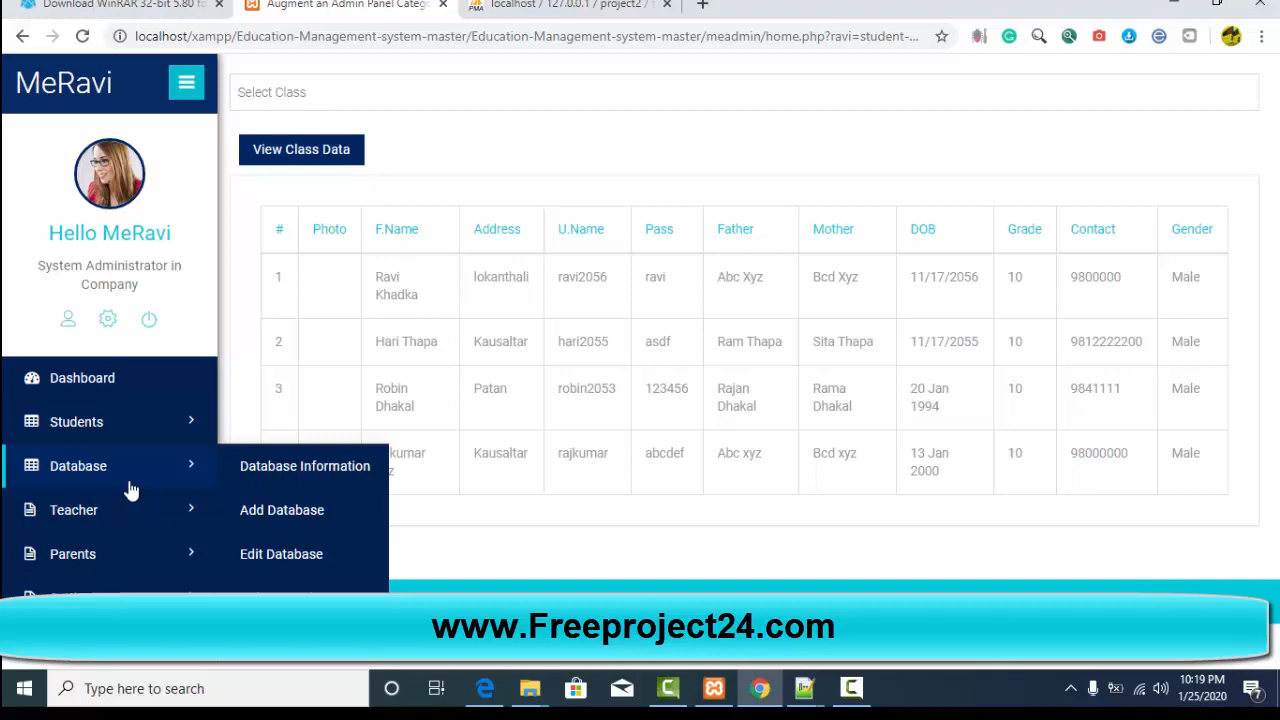 Download WinRAR 32-bit 5.80 fo
Augment an Admin Panel Categ
localhost / 127.0.0.1 / project2 / t
localhost/xampp/Education-Management-system-master/Education-Management-system-master/meadmin/home.php?ravi=student-...
MeRavi
Select Class
View Class Data
Hello MeRavi
System Administrator in
Company
# Photo F.Name Address U.Name Pass Father Mother DOB Grade Contact Gender
1 Ravi Khadka lokanthali ravi2056 ravi Abc Xyz Bcd Xyz 11/17/2056 10 9800000 Male
2 Hari Thapa Kausaltar hari2055 asdf Ram Thapa Sita Thapa 11/17/2055 10 9812222200 Male
3 Robin Dhakal Patan robin2053 123456 Rajan Dhakal Rama Dhakal 20 Jan 1994 10 9841111 Male
kumar Kausaltar rajkumar abcdef Abc xyz Bcd xyz 13 Jan 2000 10 98000000 Male
Dashboard
Students
Database
Teacher
Parents
Database Information
Add Database
Edit Database
www.Freeproject24.com
Type here to search
10:19 PM
1/25/2020
7